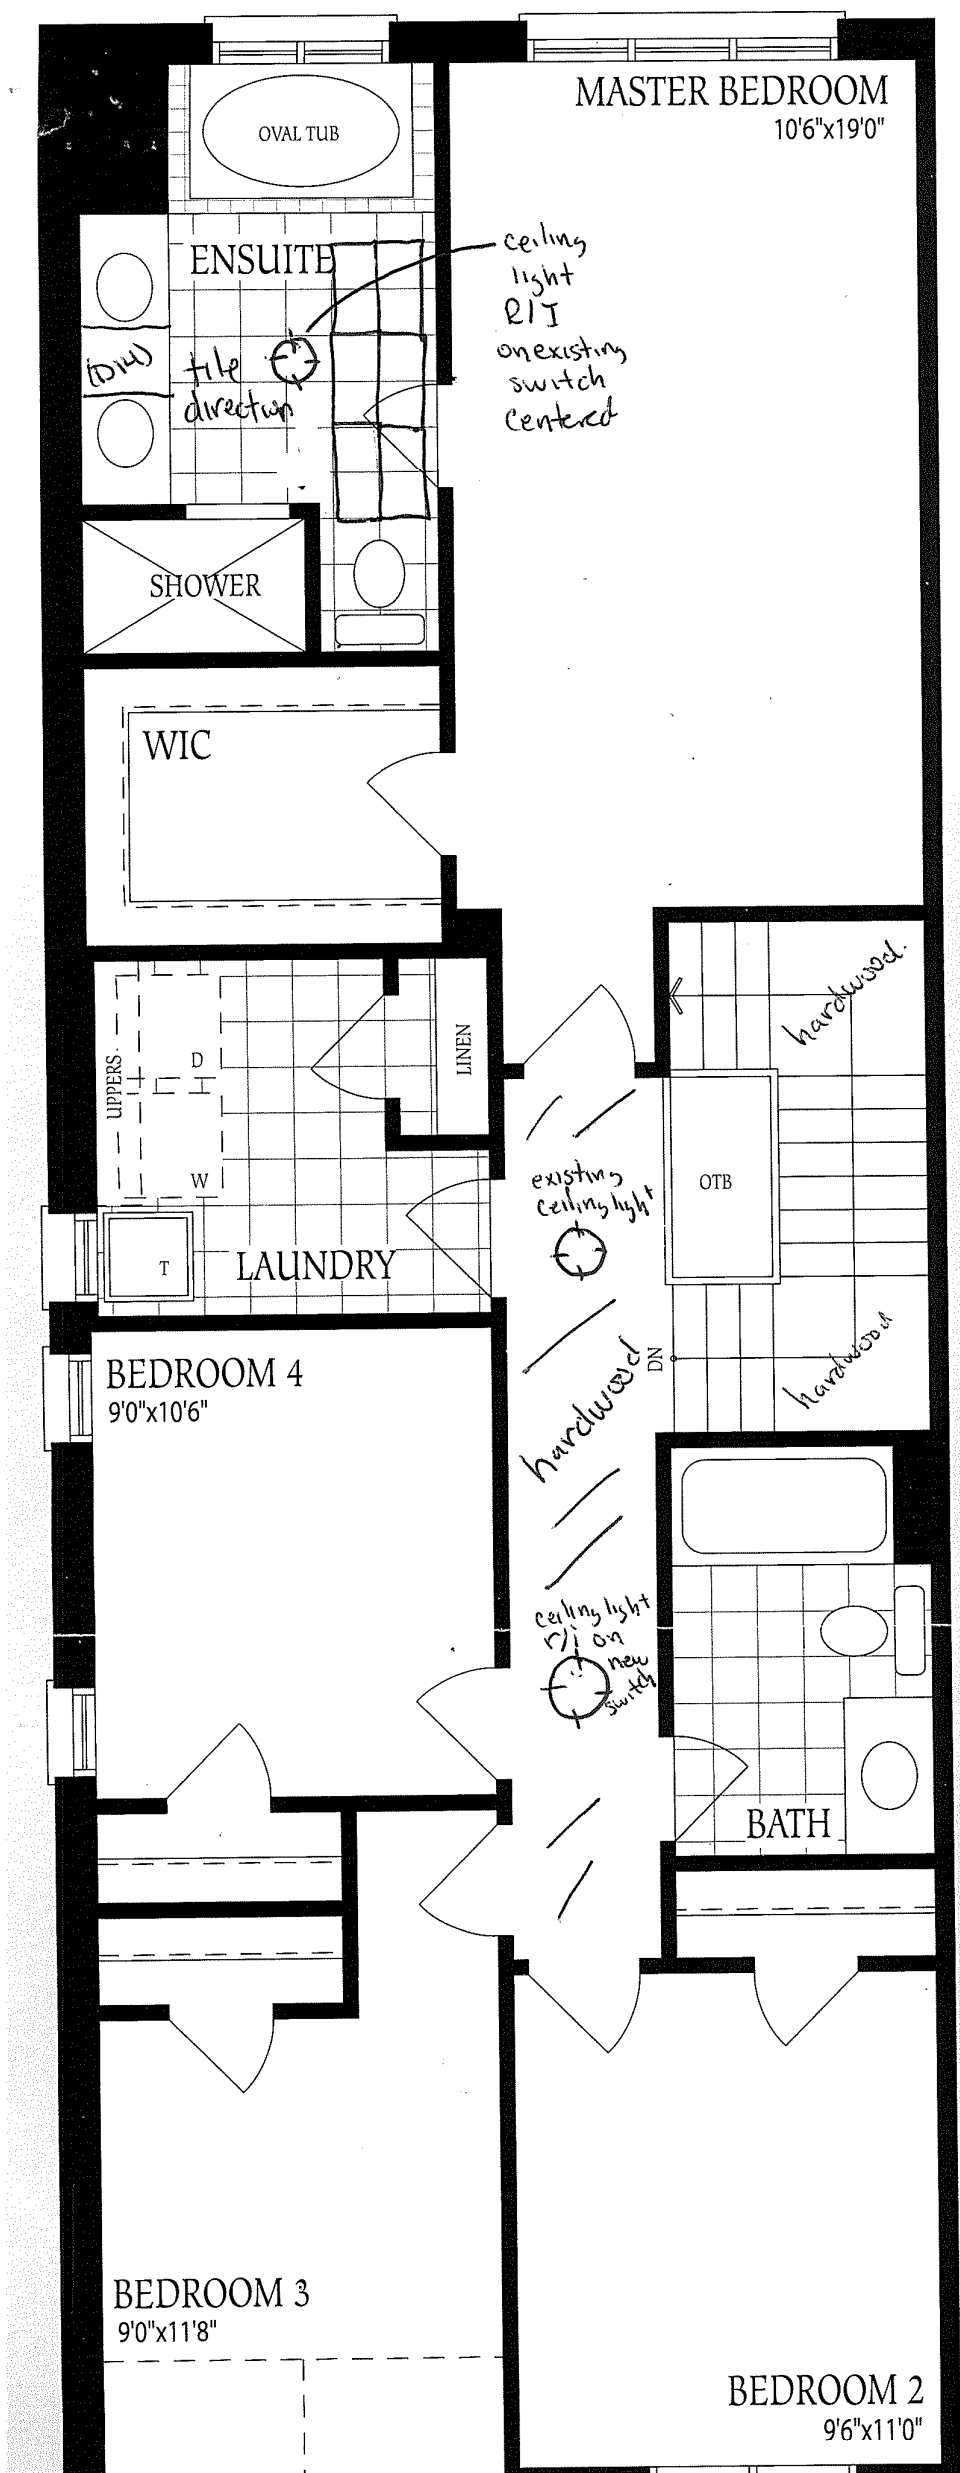 MASTER BEDROOM
10'6"x19'0"
OVAL TUB
ENSUITE
ceiling
light
R/I
on existing
switch
centered
(D14)
tile
direction
SHOWER
WIC
hardwood.
UPPERS
D
LINEN
W
existing
ceiling light
OTB
T
LAUNDRY
DN
hardwood
hardwood
BEDROOM 4
9'0"x10'6"
ceiling light
r/i on
new
switch
BATH
BEDROOM 3
9'0"x11'8"
BEDROOM 2
9'6"x11'0"